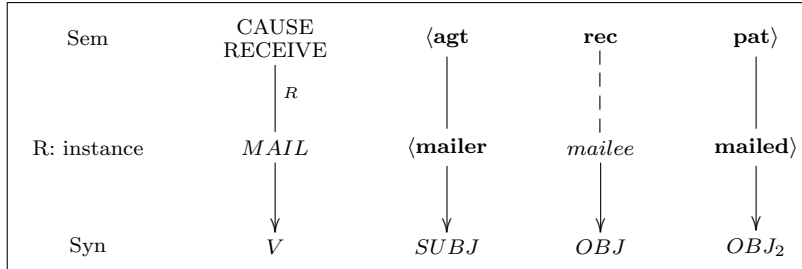 Sem CAUSE RECEIVE ⟨agt rec pat⟩
R
R: instance MAIL ⟨mailer mailee mailed⟩
Syn V SUBJ OBJ OBJ₂